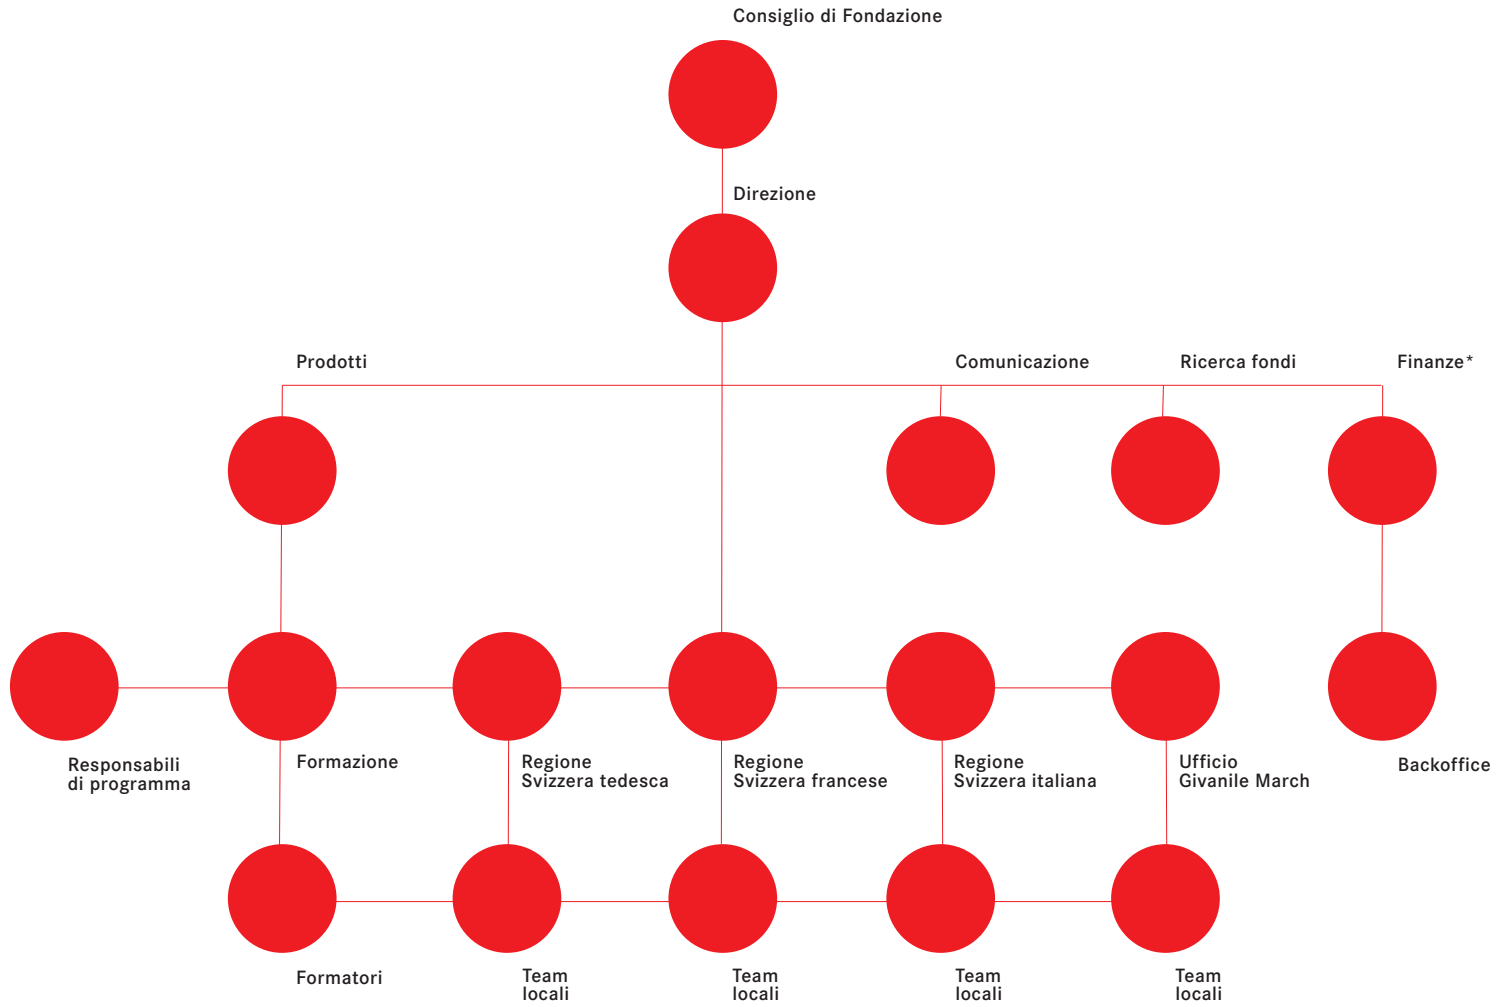 Consiglio di Fondazione
Direzione
Prodotti
Comunicazione
Ricerca fondi
Finanze*
Responsabili
di programma
Formazione
Regione
Svizzera tedesca
Regione
Svizzera francese
Regione
Svizzera italiana
Ufficio
Givanile March
Backoffice
Formatori
Team
locali
Team
locali
Team
locali
Team
locali